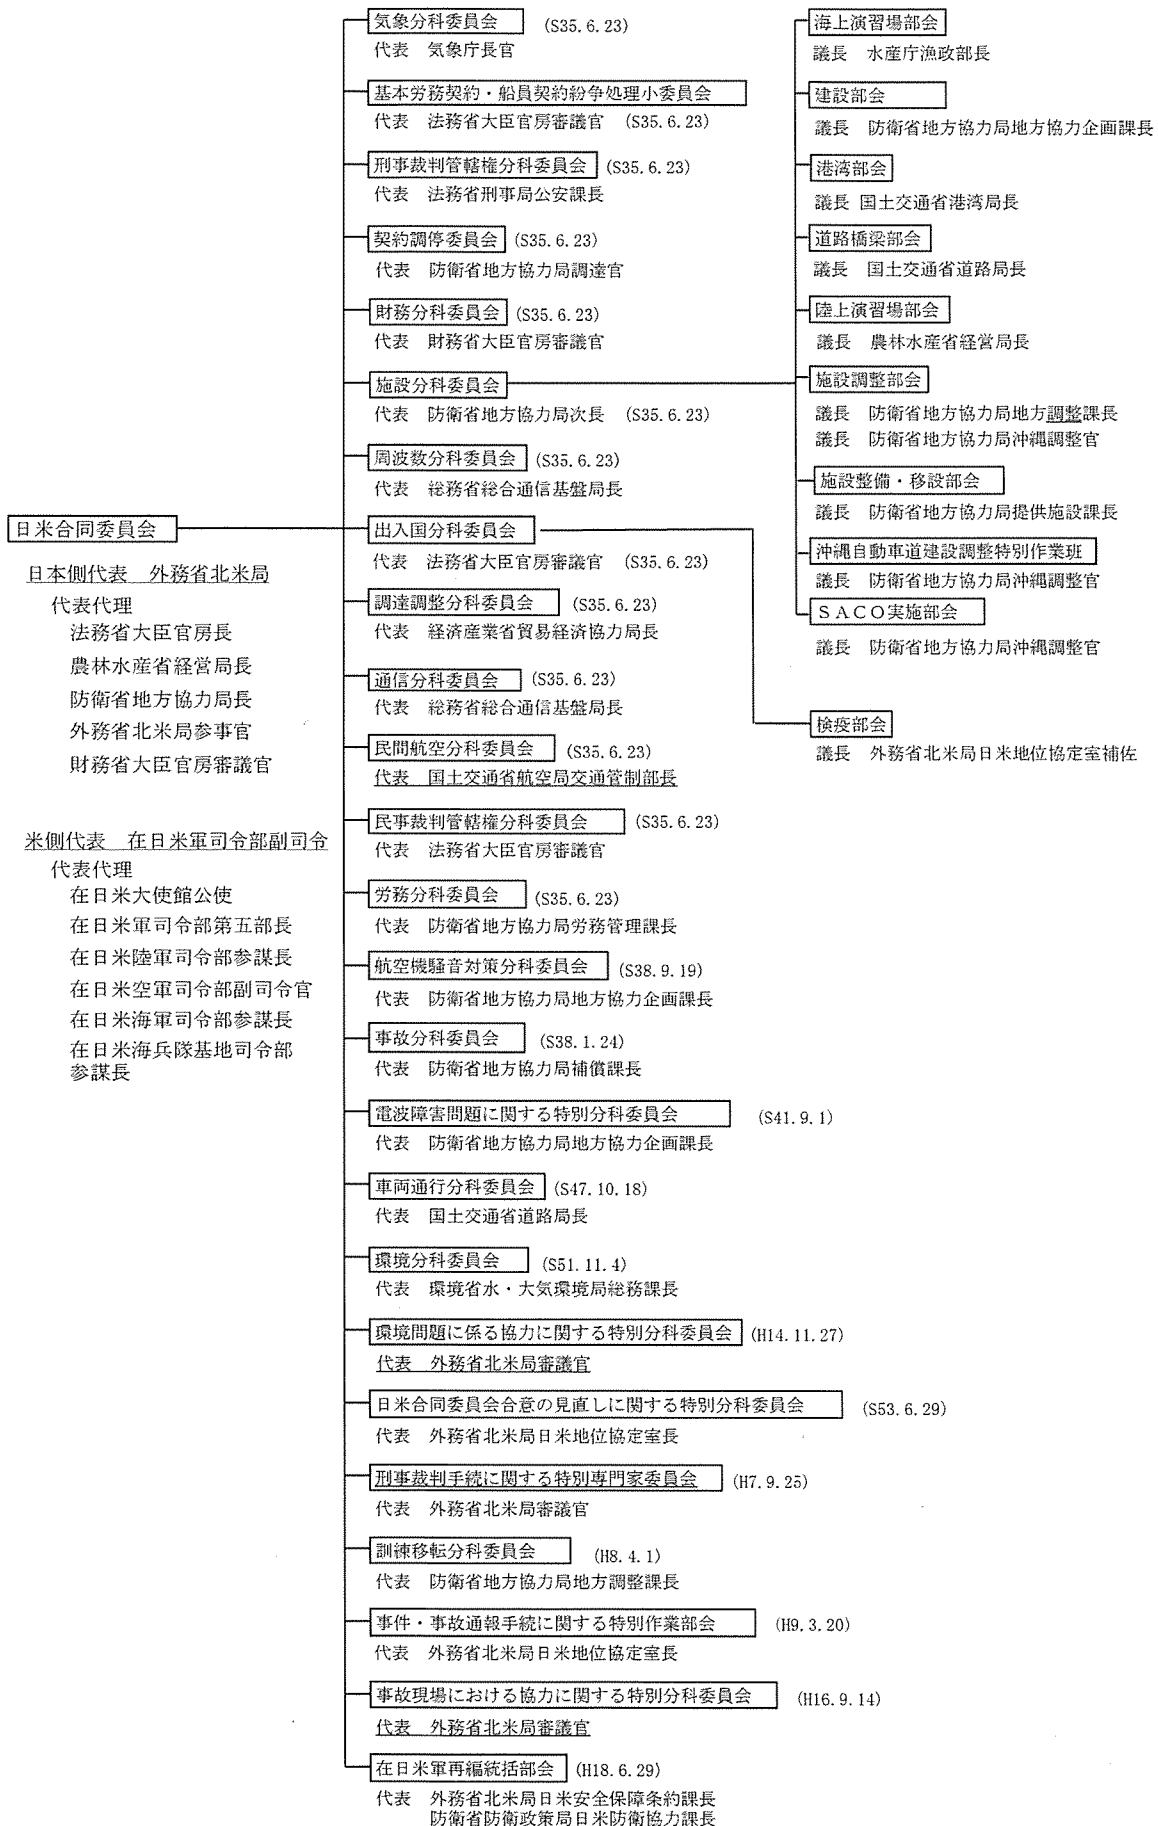 日米合同委員会
日本側代表　外務省北米局
代表代理
法務省大臣官房長
農林水産省経営局長
防衛省地方協力局長
外務省北米局参事官
財務省大臣官房審議官
米側代表　在日米軍司令部副司令
代表代理
在日米大使館公使
在日米軍司令部第五部長
在日米陸軍司令部参謀長
在日米空軍司令部副司令官
在日米海軍司令部参謀長
在日米海兵隊基地司令部
参謀長
気象分科委員会 (S35.6.23)
代表　気象庁長官
基本労務契約・船員契約紛争処理小委員会
代表　法務省大臣官房審議官 (S35.6.23)
刑事裁判管轄権分科委員会 (S35.6.23)
代表　法務省刑事局公安課長
契約調停委員会 (S35.6.23)
代表　防衛省地方協力局調達官
財務分科委員会 (S35.6.23)
代表　財務省大臣官房審議官
施設分科委員会
代表　防衛省地方協力局次長 (S35.6.23)
周波数分科委員会 (S35.6.23)
代表　総務省総合通信基盤局長
出入国分科委員会
代表　法務省大臣官房審議官 (S35.6.23)
調達調整分科委員会 (S35.6.23)
代表　経済産業省貿易経済協力局長
通信分科委員会 (S35.6.23)
代表　総務省総合通信基盤局長
民間航空分科委員会 (S35.6.23)
代表　国土交通省航空局交通管制部長
民事裁判管轄権分科委員会 (S35.6.23)
代表　法務省大臣官房審議官
労務分科委員会 (S35.6.23)
代表　防衛省地方協力局労務管理課長
航空機騒音対策分科委員会 (S38.9.19)
代表　防衛省地方協力局地方協力企画課長
事故分科委員会 (S38.1.24)
代表　防衛省地方協力局補償課長
電波障害問題に関する特別分科委員会 (S41.9.1)
代表　防衛省地方協力局地方協力企画課長
車両通行分科委員会 (S47.10.18)
代表　国土交通省道路局長
環境分科委員会 (S51.11.4)
代表　環境省水・大気環境局総務課長
環境問題に係る協力に関する特別分科委員会 (H14.11.27)
代表　外務省北米局審議官
日米合同委員会合意の見直しに関する特別分科委員会 (S53.6.29)
代表　外務省北米局日米地位協定室長
刑事裁判手続に関する特別専門家委員会 (H7.9.25)
代表　外務省北米局審議官
訓練移転分科委員会 (H8.4.1)
代表　防衛省地方協力局地方調整課長
事件・事故通報手続に関する特別作業部会 (H9.3.20)
代表　外務省北米局日米地位協定室長
事故現場における協力に関する特別分科委員会 (H16.9.14)
代表　外務省北米局審議官
在日米軍再編統括部会 (H18.6.29)
代表　外務省北米局日米安全保障条約課長
防衛省防衛政策局日米防衛協力課長
海上演習場部会
議長　水産庁漁政部長
建設部会
議長　防衛省地方協力局地方協力企画課長
港湾部会
議長 国土交通省港湾局長
道路橋梁部会
議長　国土交通省道路局長
陸上演習場部会
議長　農林水産省経営局長
施設調整部会
議長　防衛省地方協力局地方調整課長
議長　防衛省地方協力局沖縄調整官
施設整備・移設部会
議長　防衛省地方協力局提供施設課長
沖縄自動車道建設調整特別作業班
議長　防衛省地方協力局沖縄調整官
ＳＡＣＯ実施部会
議長　防衛省地方協力局沖縄調整官
検疫部会
議長　外務省北米局日米地位協定室補佐